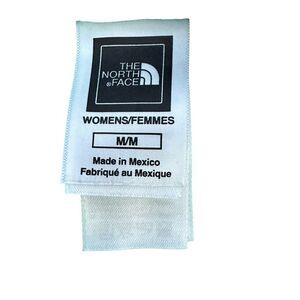 THE
NORTH
®FACE
WOMENS/FEMMES
M/M
Made in Mexico
Fabriqué au Mexique